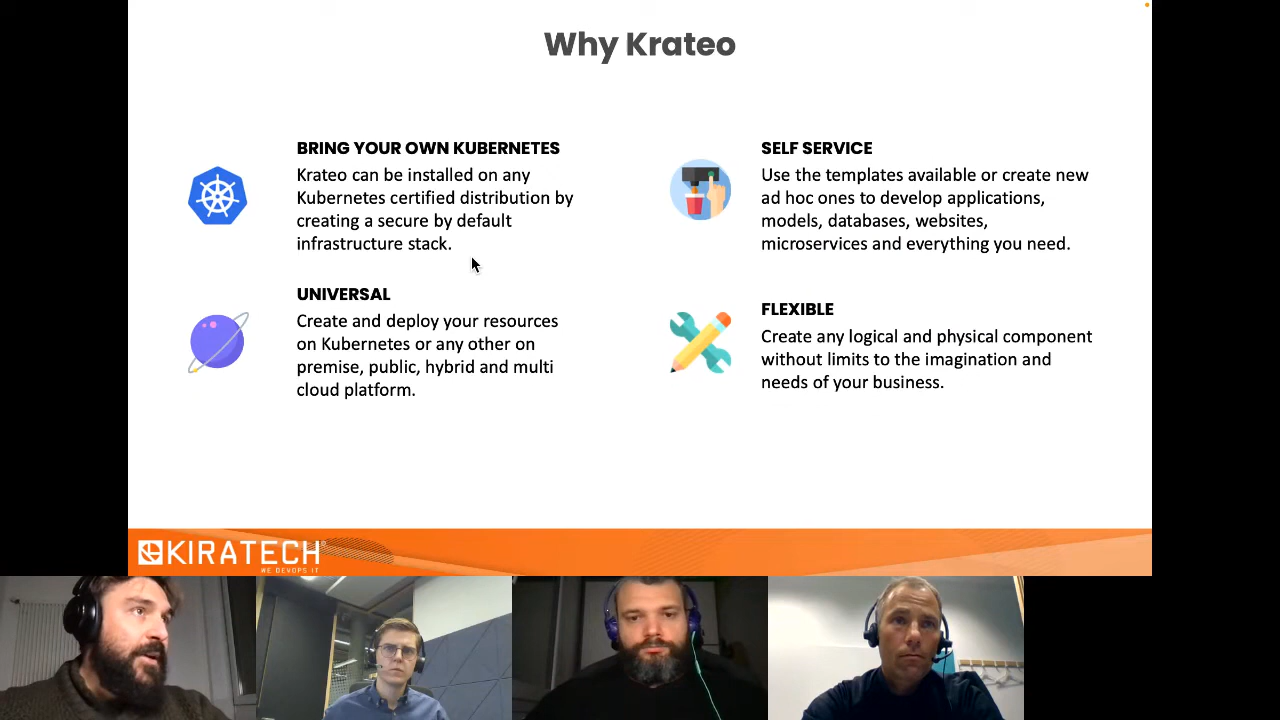 Why Krateo
BRING YOUR OWN KUBERNETES
Krateo can be installed on any
Kubernetes certified distribution by
creating a secure by default
infrastructure stack.
UNIVERSAL
Create and deploy your resources
on Kubernetes or any other on
premise, public, hybrid and multi
cloud platform.
SELF SERVICE
Use the templates available or create new
ad hoc ones to develop applications,
models, databases, websites,
microservices and everything you need.
FLEXIBLE
Create any logical and physical component
without limits to the imagination and
needs of your business.
KIRATECH
WE DEVOPS IT